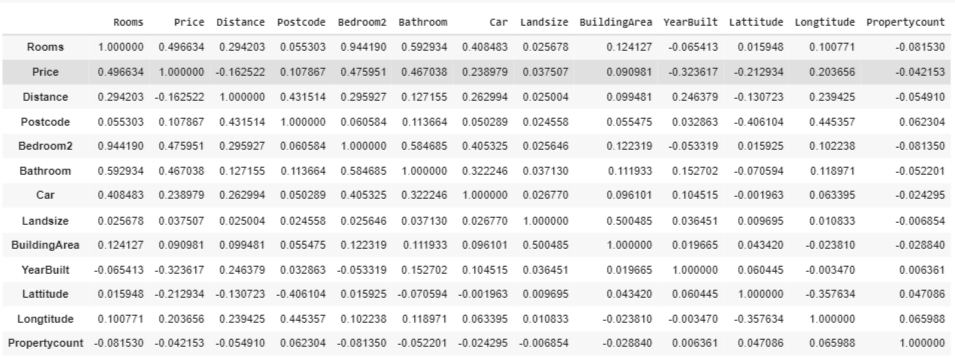 Rooms Price Distance Postcode Bedroom2 Bathroom Car Landsize BuildingArea YearBuilt Lattitude Longtitude Propertycount
Rooms 1.000000 0.496634 0.294203 0.055303 0.944190 0.592934 0.408483 0.025678 0.124127 -0.065413 0.015948 0.100771 -0.081530
Price 0.496634 1.000000 -0.162522 0.107867 0.475951 0.467038 0.238979 0.037507 0.090981 -0.323617 -0.212934 0.203656 -0.042153
Distance 0.294203 -0.162522 1.000000 0.431514 0.295927 0.127155 0.262994 0.025004 0.099481 0.246379 -0.130723 0.239425 -0.054910
Postcode 0.055303 0.107867 0.431514 1.000000 0.060584 0.113664 0.050289 0.024558 0.055475 0.032863 -0.406104 0.445357 0.062304
Bedroom2 0.944190 0.475951 0.295927 0.060584 1.000000 0.584685 0.405325 0.025646 0.122319 -0.053319 0.015925 0.102238 -0.081350
Bathroom 0.592934 0.467038 0.127155 0.113664 0.584685 1.000000 0.322246 0.037130 0.111933 0.152702 -0.070594 0.118971 -0.052201
Car 0.408483 0.238979 0.262994 0.050289 0.405325 0.322246 1.000000 0.026770 0.096101 0.104515 -0.001963 0.063395 -0.024295
Landsize 0.025678 0.037507 0.025004 0.024558 0.025646 0.037130 0.026770 1.000000 0.500485 0.036451 0.009695 0.010833 -0.006854
BuildingArea 0.124127 0.090981 0.099481 0.055475 0.122319 0.111933 0.096101 0.500485 1.000000 0.019665 0.043420 -0.023810 -0.028840
YearBuilt -0.065413 -0.323617 0.246379 0.032863 -0.053319 0.152702 0.104515 0.036451 0.019665 1.000000 0.060445 -0.003470 0.006361
Lattitude 0.015948 -0.212934 -0.130723 -0.406104 0.015925 -0.070594 -0.001963 0.009695 0.043420 0.060445 1.000000 -0.357634 0.047086
Longtitude 0.100771 0.203656 0.239425 0.445357 0.102238 0.118971 0.063395 0.010833 -0.023810 -0.003470 -0.357634 1.000000 0.065988
Propertycount -0.081530 -0.042153 -0.054910 0.062304 -0.081350 -0.052201 -0.024295 -0.006854 -0.028840 0.006361 0.047086 0.065988 1.000000